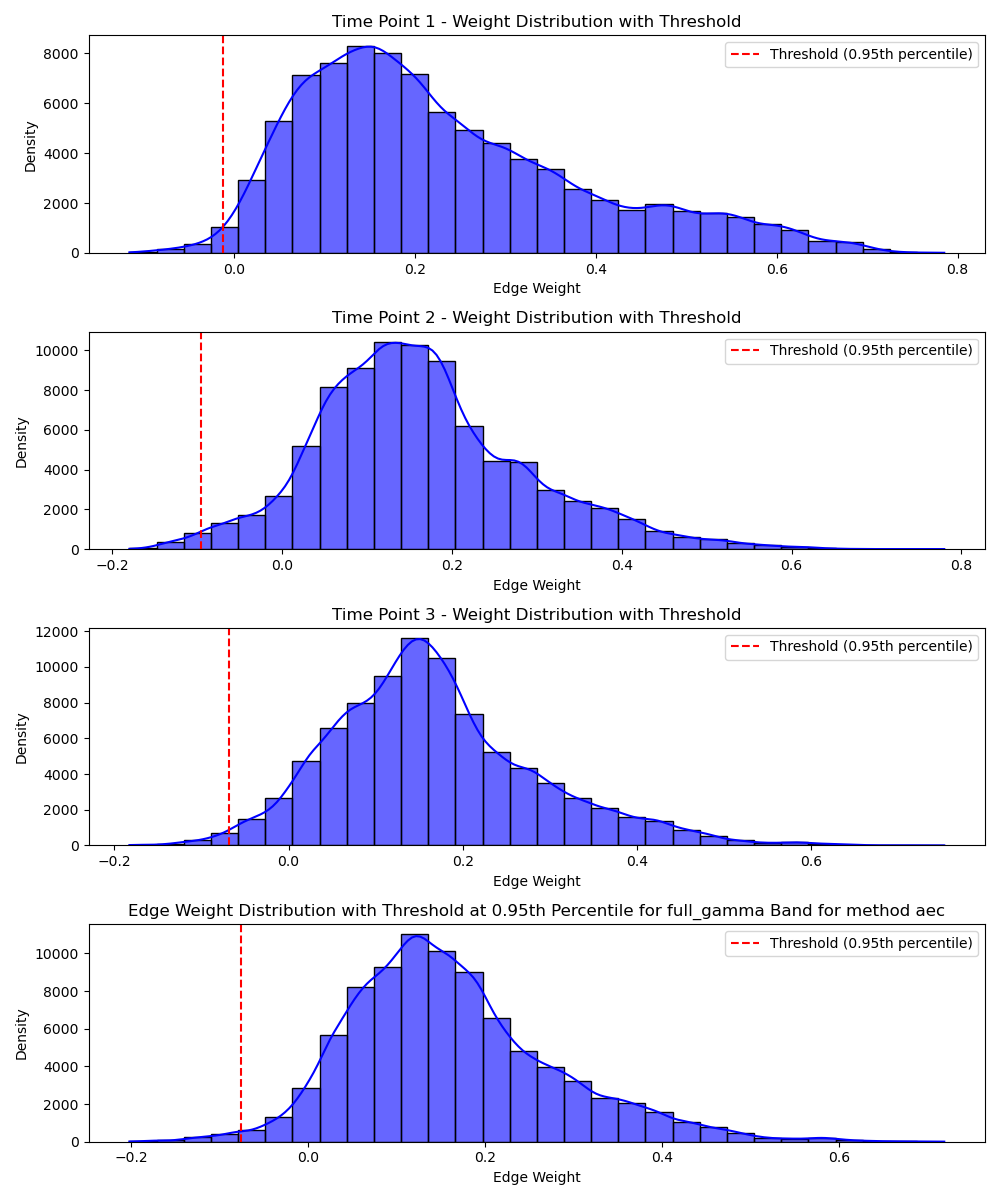 Time Point 1 - Weight Distribution with Threshold
Threshold (0.95th percentile)
Density
8000
6000
4000
2000
0
0.0 0.2 0.4 0.6 0.8
Edge Weight
Time Point 2 - Weight Distribution with Threshold
Threshold (0.95th percentile)
Density
10000
8000
6000
4000
2000
0
−0.2 0.0 0.2 0.4 0.6 0.8
Edge Weight
Time Point 3 - Weight Distribution with Threshold
Threshold (0.95th percentile)
Density
12000
10000
8000
6000
4000
2000
0
−0.2 0.0 0.2 0.4 0.6
Edge Weight
Edge Weight Distribution with Threshold at 0.95th Percentile for full_gamma Band for method aec
Threshold (0.95th percentile)
Density
10000
8000
6000
4000
2000
0
−0.2 0.0 0.2 0.4 0.6
Edge Weight